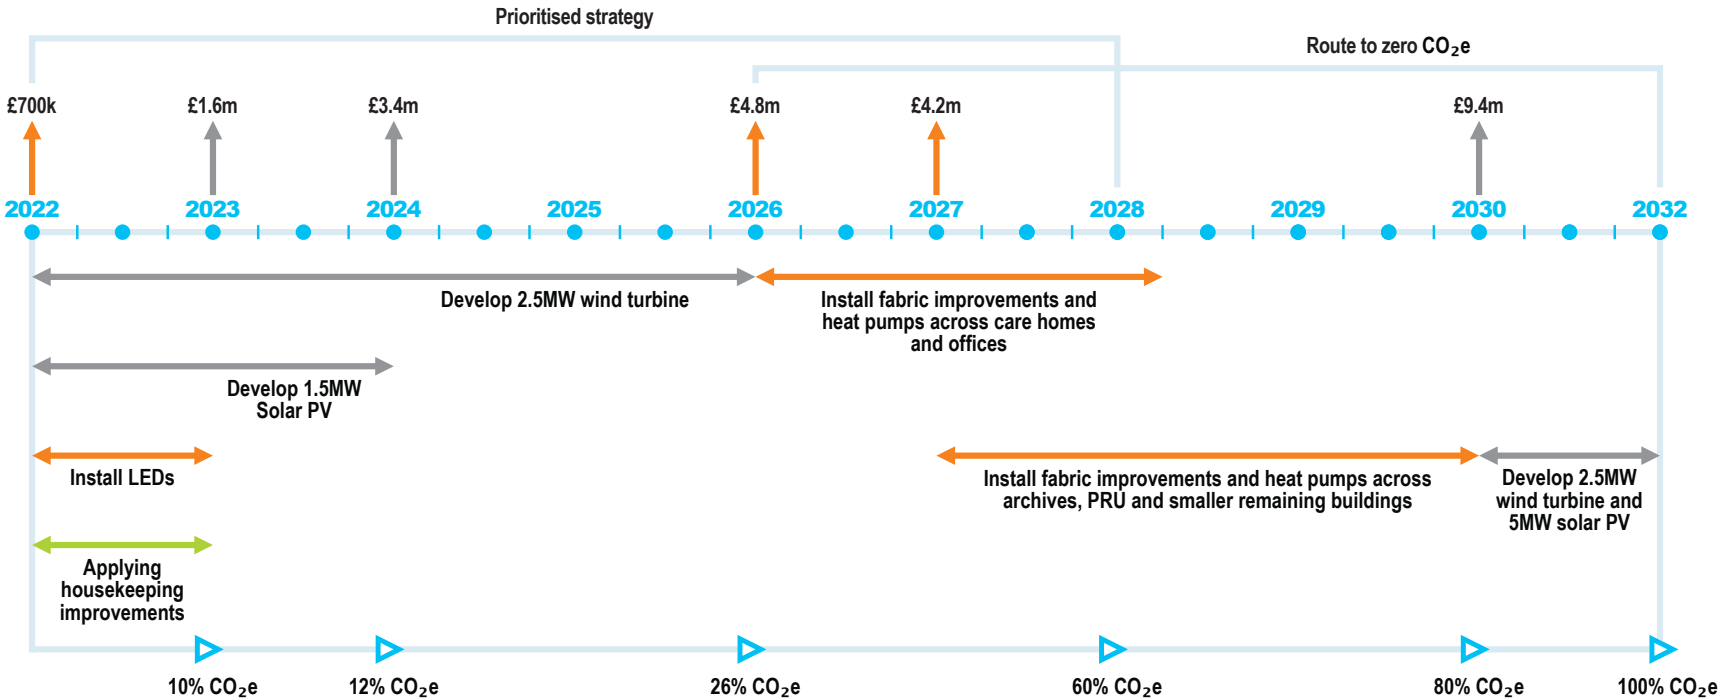 Prioritised strategy
Route to zero CO₂e
£700k
£1.6m
£3.4m
£4.8m
£4.2m
£9.4m
2022
2023
2024
2025
2026
2027
2028
2029
2030
2032
Develop 2.5MW wind turbine
Install fabric improvements and
heat pumps across care homes
and offices
Develop 1.5MW
Solar PV
Install LEDs
Install fabric improvements and heat pumps across
archives, PRU and smaller remaining buildings
Develop 2.5MW
wind turbine and
5MW solar PV
Applying
housekeeping
improvements
10% CO₂e
12% CO₂e
26% CO₂e
60% CO₂e
80% CO₂e
100% CO₂e